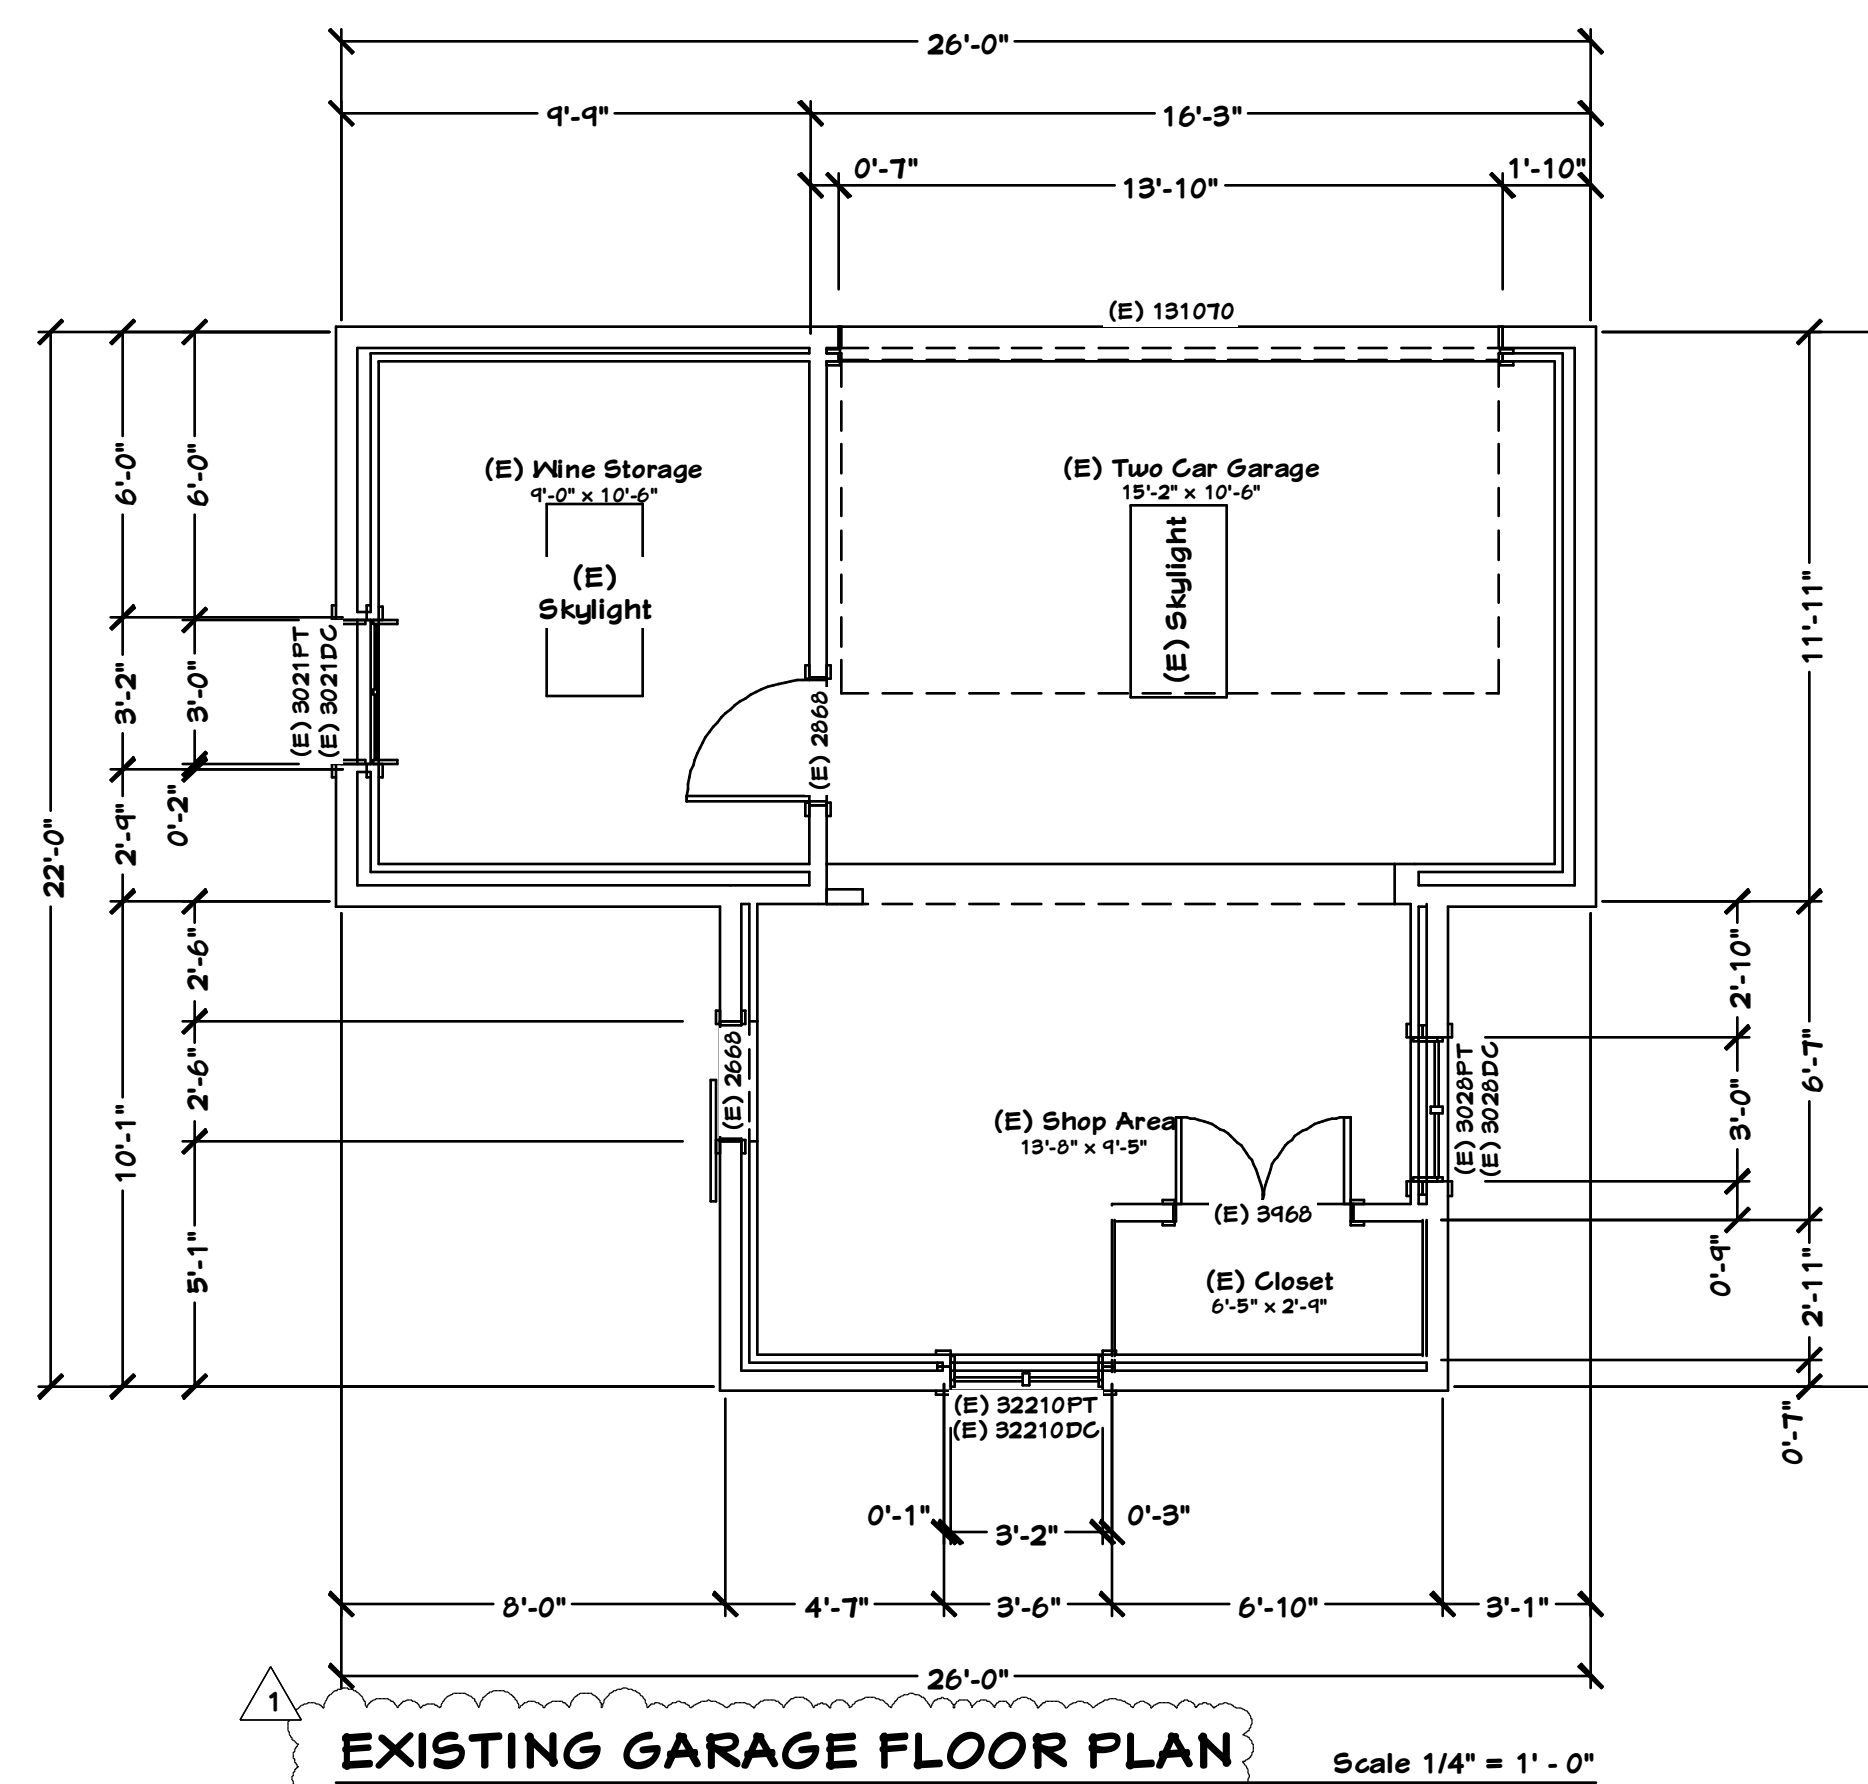 26'-0"
9'-9" 16'-3"
0'-7" 13'-10" 1'-10"
(E) 131070
6'-0" 6'-0"
(E) Wine Storage
9'-0" x 10'-6"
(E)
Skylight
(E) Two Car Garage
15'-2" x 10'-6"
(E) Skylight
11'-11"
3'-2" 3'-0"
(E) 3021PT
(E) 3021DC
(E) 2868
22'-0"
2'-9"
0'-2"
2'-6"
2'-10"
2'-6"
(E) 2668
10'-1"
(E) Shop Area
13'-8" x 9'-5"
(E) 3028PT
(E) 3028DC
3'-0"
6'-7"
(E) 3968
5'-1"
(E) Closet
6'-5" x 2'-9"
0'-9"
2'-11"
(E) 32210PT
(E) 32210DC
0'-7"
0'-1" 3'-2" 0'-3"
8'-0" 4'-7" 3'-6" 6'-10" 3'-1"
26'-0"
1
EXISTING GARAGE FLOOR PLAN
Scale 1/4" = 1' - 0"